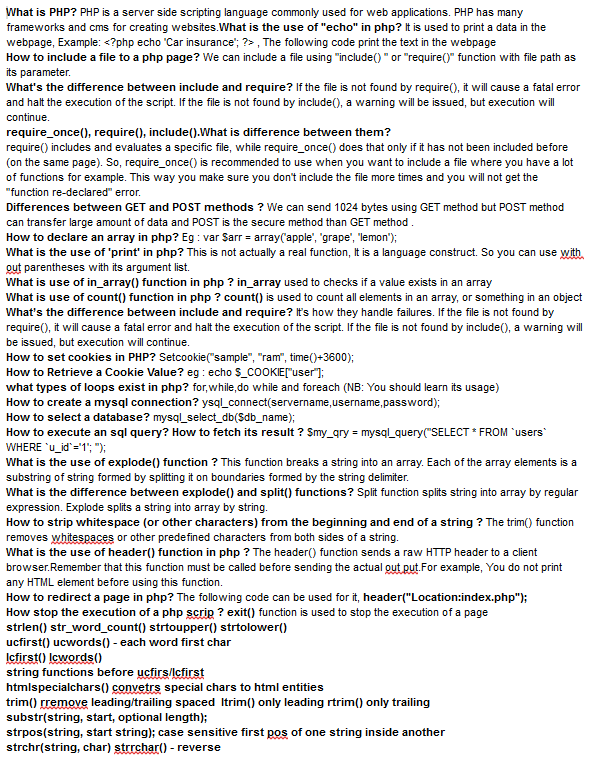 What is PHP? PHP is a server side scripting language commonly used for web applications. PHP has many
frameworks and cms for creating websites.What is the use of "echo" in php? It is used to print a data in the
webpage, Example: <?php echo 'Car insurance'; ?> , The following code print the text in the webpage
How to include a file to a php page? We can include a file using "include() " or "require()" function with file path as
its parameter.
What's the difference between include and require? If the file is not found by require(), it will cause a fatal error
and halt the execution of the script. If the file is not found by include(), a warning will be issued, but execution will
continue.
require_once(), require(), include().What is difference between them?
require() includes and evaluates a specific file, while require_once() does that only if it has not been included before
(on the same page). So, require_once() is recommended to use when you want to include a file where you have a lot
of functions for example. This way you make sure you don't include the file more times and you will not get the
"function re-declared" error.
Differences between GET and POST methods ? We can send 1024 bytes using GET method but POST method
can transfer large amount of data and POST is the secure method than GET method .
How to declare an array in php? Eg : var $arr = array('apple', 'grape', 'lemon');
What is the use of 'print' in php? This is not actually a real function, It is a language construct. So you can use with
out parentheses with its argument list.
What is use of in_array() function in php ? in_array used to checks if a value exists in an array
What is use of count() function in php ? count() is used to count all elements in an array, or something in an object
What's the difference between include and require? It's how they handle failures. If the file is not found by
require(), it will cause a fatal error and halt the execution of the script. If the file is not found by include(), a warning will
be issued, but execution will continue.
How to set cookies in PHP? Setcookie("sample", "ram", time()+3600);
How to Retrieve a Cookie Value? eg : echo $_COOKIE["user"];
what types of loops exist in php? for,while,do while and foreach (NB: You should learn its usage)
How to create a mysql connection? ysql_connect(servername,username,password);
How to select a database? mysql_select_db($db_name);
How to execute an sql query? How to fetch its result ? $my_qry = mysql_query("SELECT * FROM `users`
WHERE `u_id`='1'; ");
What is the use of explode() function ? This function breaks a string into an array. Each of the array elements is a
substring of string formed by splitting it on boundaries formed by the string delimiter.
What is the difference between explode() and split() functions? Split function splits string into array by regular
expression. Explode splits a string into array by string.
How to strip whitespace (or other characters) from the beginning and end of a string ? The trim() function
removes whitespaces or other predefined characters from both sides of a string.
What is the use of header() function in php ? The header() function sends a raw HTTP header to a client
browser.Remember that this function must be called before sending the actual out put.For example, You do not print
any HTML element before using this function.
How to redirect a page in php? The following code can be used for it, header("Location:index.php");
How stop the execution of a php scrip ? exit() function is used to stop the execution of a page
strlen() str_word_count() strtoupper() strtolower()
ucfirst() ucwords() - each word first char
lcfirst() lcwords()
string functions before ucfirs/lcfirst
htmlspecialchars() convetrs special chars to html entities
trim() rremove leading/trailing spaced  ltrim() only leading rtrim() only trailing
substr(string, start, optional length);
strpos(string, start string); case sensitive first pos of one string inside another
strchr(string, char) strrchar() - reverse